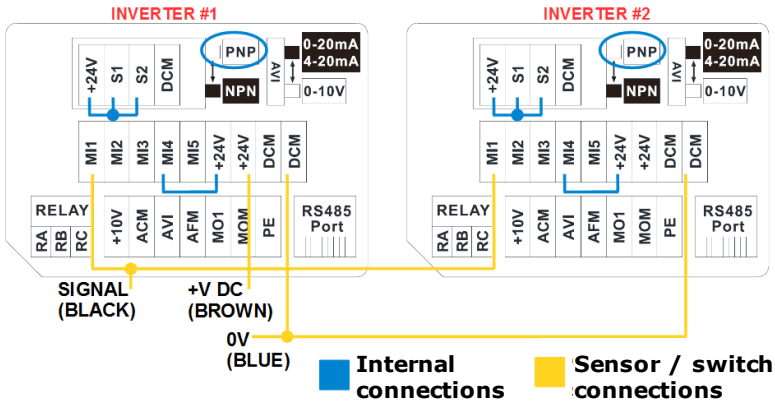 INVERTER #1
INVERTER #2
+24V S1 S2 DCM
PNP
NPN
AVI
0-20mA
4-20mA
0-10V
MI1 MI2 MI3 MI4 MI5 +24V +24V DCM DCM
RELAY
RA RB RC
+10V ACM AVI AFM MO1 MOM PE
RS485
Port
+24V S1 S2 DCM
PNP
NPN
AVI
0-20mA
4-20mA
0-10V
MI1 MI2 MI3 MI4 MI5 +24V +24V DCM DCM
RELAY
RA RB RC
+10V ACM AVI AFM MO1 MOM PE
RS485
Port
SIGNAL
(BLACK)
+V DC
(BROWN)
0V
(BLUE)
Internal
connections
Sensor / switch
connections